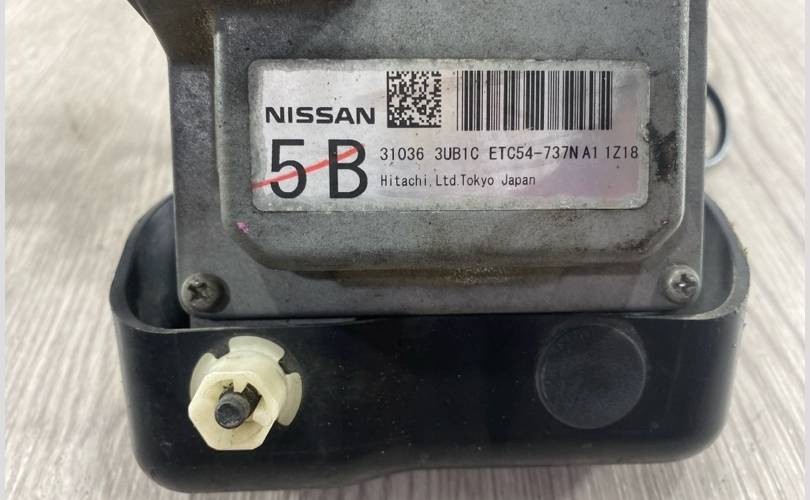 NISSAN
5B
31036 3UB1C ETC54-737N A1 1Z18
Hitachi,Ltd.Tokyo Japan